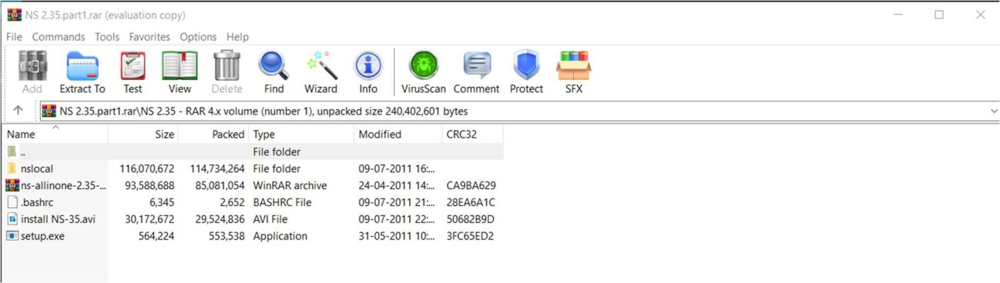 NS 2.35.part1.rar (evaluation copy)
File Commands Tools Favorites Options Help
Add Extract To Test View Delete Find Wizard Info VirusScan Comment Protect SFX
NS 2.35.part1.rar\NS 2.35 - RAR 4.x volume (number 1), unpacked size 240,402,601 bytes
Name Size Packed Type Modified CRC32
.. File folder
nslocal 116,070,672 114,734,264 File folder 09-07-2011 16:...
ns-allinone-2.35-... 93,588,688 85,081,054 WinRAR archive 24-04-2011 14:... CA9BA629
.bashrc 6,345 2,652 BASHRC File 09-07-2011 21:... 28EA6A1C
install NS-35.avi 30,172,672 29,524,836 AVI File 09-07-2011 22:... 50682B9D
setup.exe 564,224 553,538 Application 31-05-2011 10:... 3FC65ED2